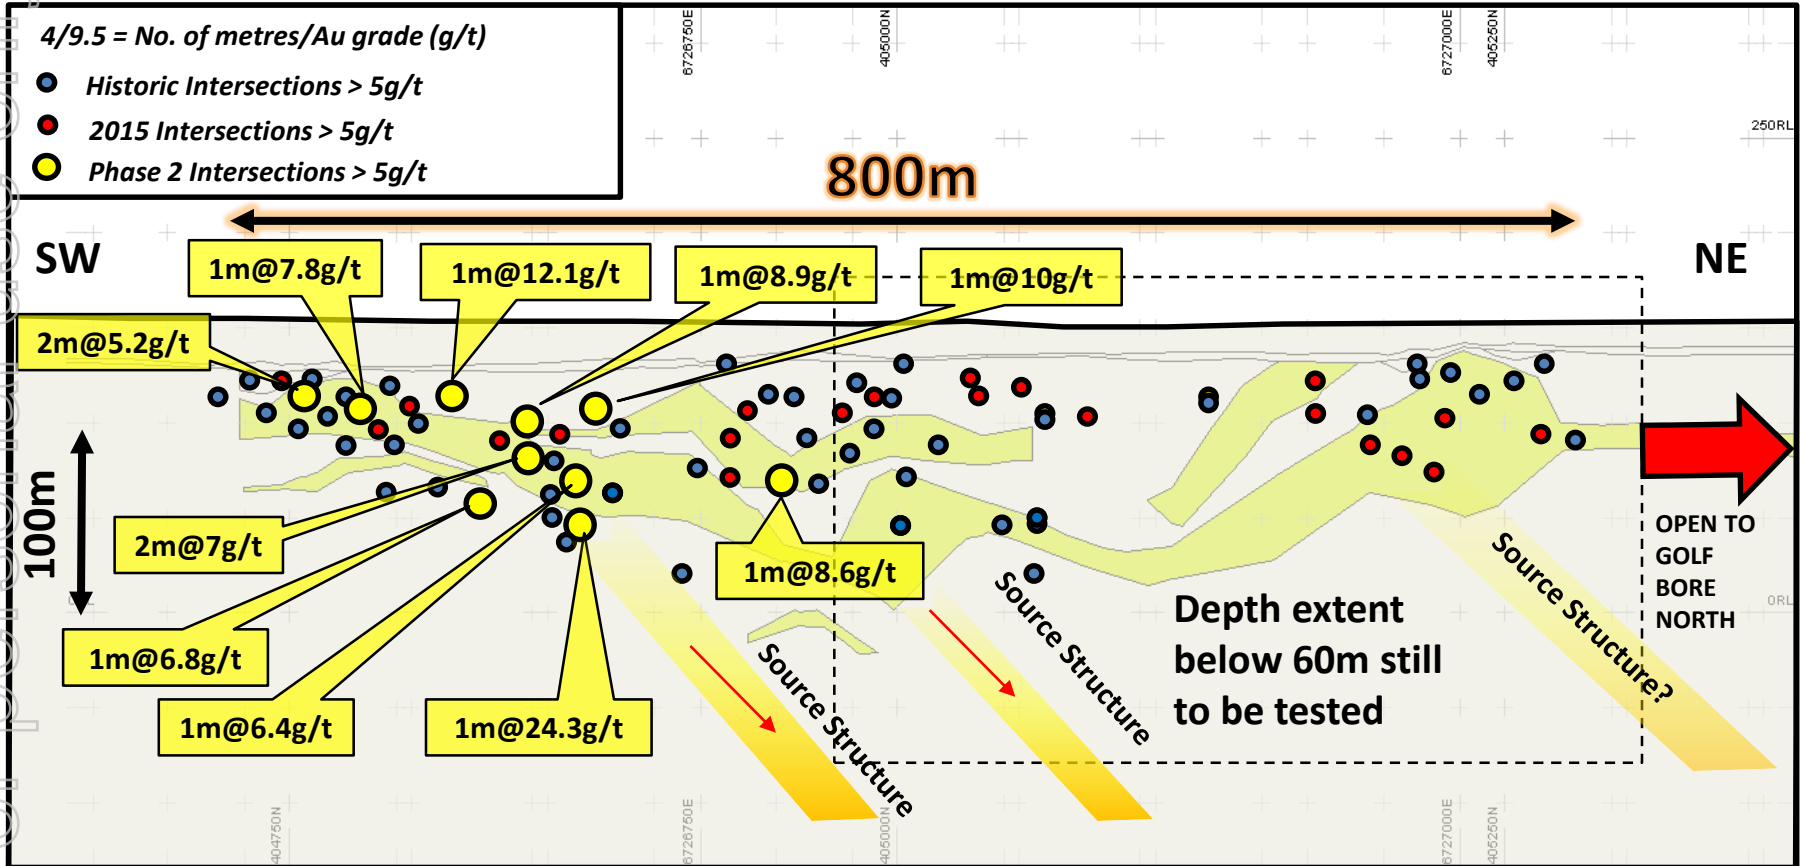 4/9.5 = No. of metres/Au grade (g/t)
Historic Intersections > 5g/t
2015 Intersections > 5g/t
Phase 2 Intersections > 5g/t
6726750E
405000N
6727000E
405250N
250RL
800m
SW
NE
1m@7.8g/t
1m@12.1g/t
1m@8.9g/t
1m@10g/t
2m@5.2g/t
100m
2m@7g/t
1m@8.6g/t
1m@6.8g/t
1m@6.4g/t
1m@24.3g/t
Source Structure
Source Structure
Source Structure?
Depth extent
below 60m still
to be tested
OPEN TO
GOLF
BORE
NORTH
0RL
404750N
6726750E
405000N
6727000E
405250N